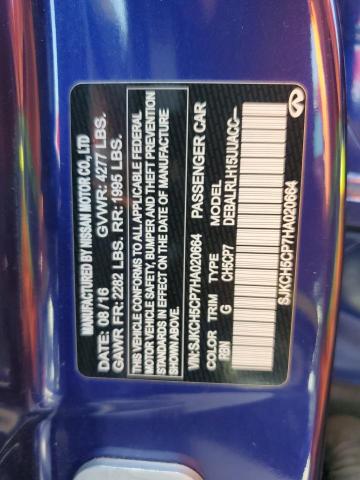 MANUFACTURED BY NISSAN MOTOR CO., LTD
DATE: 08/16 GVWR: 4277 LBS.
GAWR FR: 2282 LBS. RR: 1995 LBS.
THIS VEHICLE CONFORMS TO ALL APPLICABLE FEDERAL
MOTOR VEHICLE SAFETY, BUMPER AND THEFT PREVENTION
STANDARDS IN EFFECT ON THE DATE OF MANUFACTURE
SHOWN ABOVE.
VIN:SJKCH5CP7HA020664 PASSENGER CAR
COLOR TRIM TYPE DEBALRLH15UUACC—
RBN G CH5CP7
SJKCH5CP7HA020664